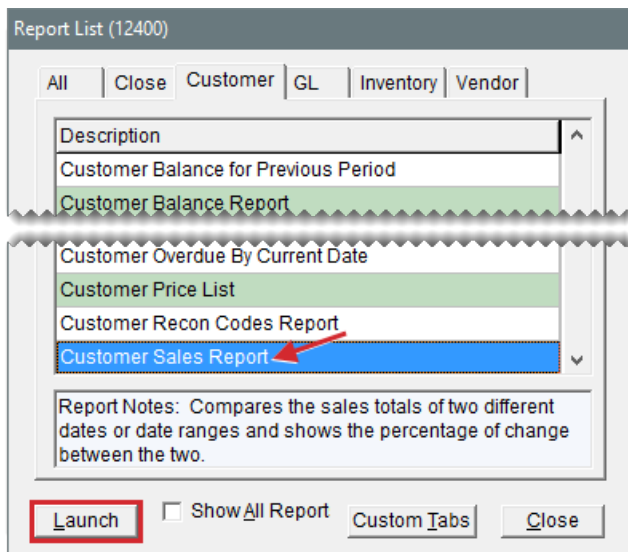 Report List (12400)
All Close Customer GL Inventory Vendor
Description
Customer Balance for Previous Period
Customer Balance Report
Customer Overdue By Current Date
Customer Price List
Customer Recon Codes Report
Customer Sales Report
Report Notes: Compares the sales totals of two different
dates or date ranges and shows the percentage of change
between the two.
Launch Show All Report Custom Tabs Close